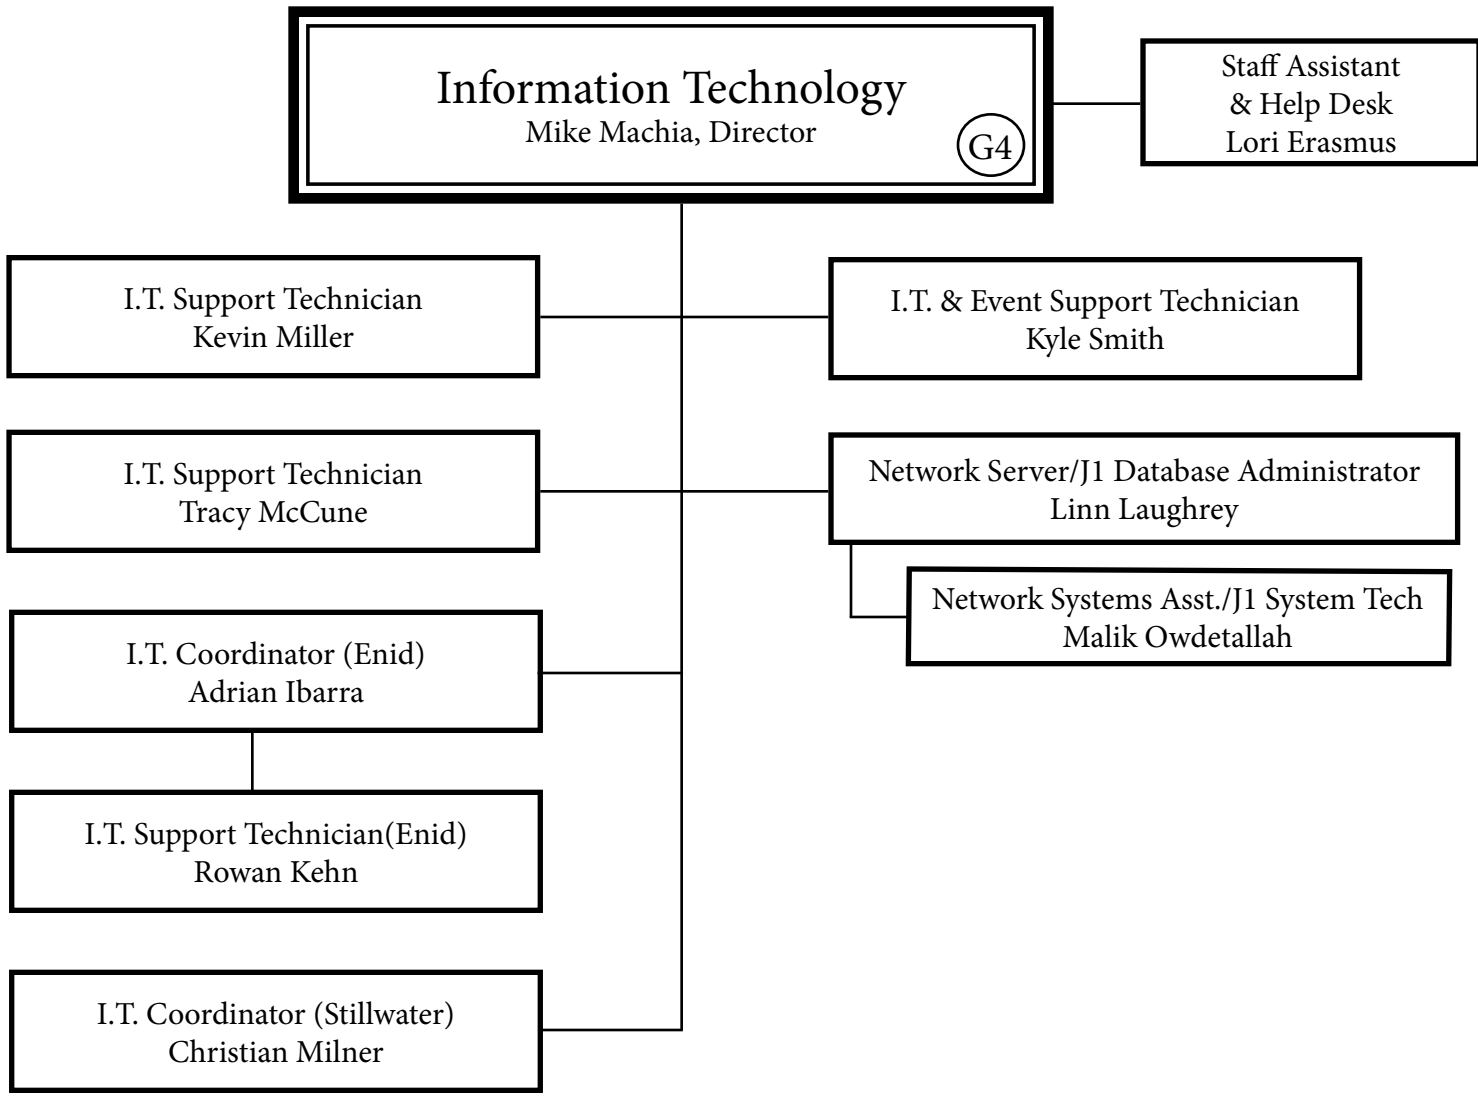 Information Technology
Mike Machia, Director
G4
Staff Assistant
& Help Desk
Lori Erasmus
I.T. Support Technician
Kevin Miller
I.T. & Event Support Technician
Kyle Smith
I.T. Support Technician
Tracy McCune
Network Server/J1 Database Administrator
Linn Laughrey
Network Systems Asst./J1 System Tech
Malik Owdetallah
I.T. Coordinator (Enid)
Adrian Ibarra
I.T. Support Technician(Enid)
Rowan Kehn
I.T. Coordinator (Stillwater)
Christian Milner